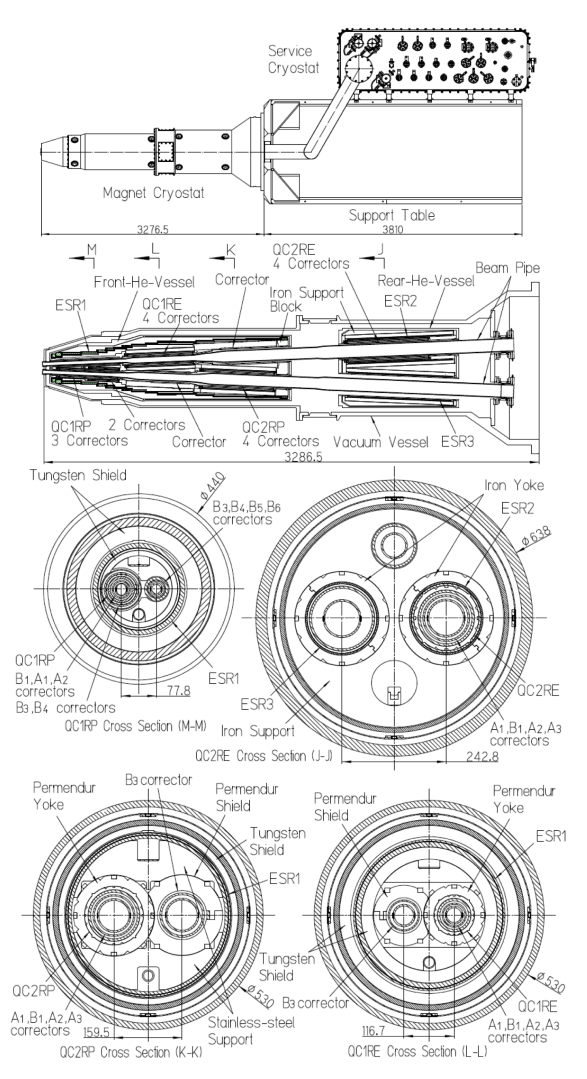 Service
Cryostat
Magnet Cryostat
Support Table
3276.5
3810
M
L
K
J
QC2RE
4 Correctors
Corrector
Rear-He-Vessel
Beam Pipe
Front-He-Vessel
Iron Support
Block
ESR2
ESR1
QC1RE
4 Correctors
QC1RP
3 Correctors
2 Correctors
Corrector
QC2RP
4 Correctors
Vacuum Vessel
ESR3
3286.5
Tungsten Shield
ø440
B3,B4,B5,B6
correctors
Iron Yoke
ESR2
ø638
QC1RP
B1,A1,A2
correctors
B3,B4 correctors
ESR1
77.8
QC1RP Cross Section (M-M)
ESR3
Iron Support
QC2RE
A1,B1,A2,A3
correctors
QC2RE Cross Section (J-J)
242.8
Permendur
Yoke
B3 corrector
Permendur
Shield
Tungsten
Shield
ESR1
QC2RP
A1,B1,A2,A3
correctors
159.5
ø530
Stainless-steel
Support
QC2RP Cross Section (K-K)
Permendur
Shield
Permendur
Yoke
ESR1
Tungsten
Shield
B3 corrector
116.7
ø530
QC1RE
A1,B1,A2,A3
correctors
QC1RE Cross Section (L-L)